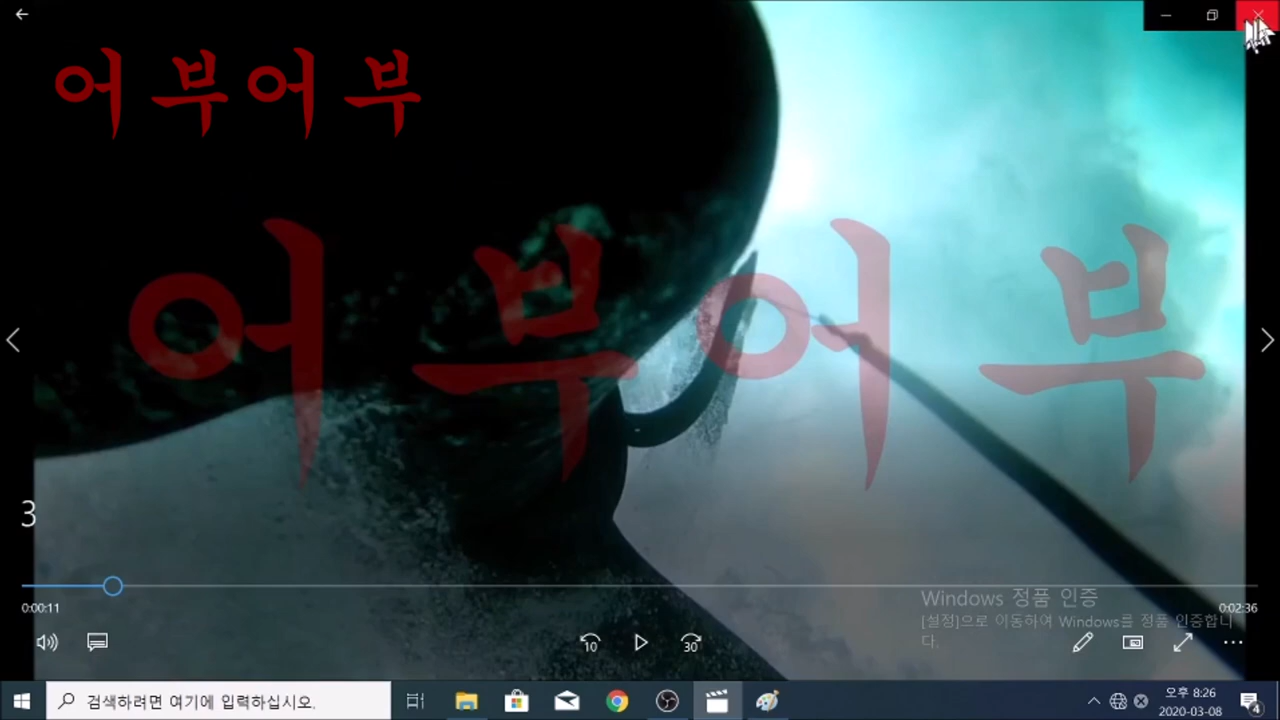 어부어부
어부어부
3
0:00:11
0:02:36
Windows 정품 인증
[설정]으로 이동하여 Windows를 정품 인증합니
다.
10
30
검색하려면 여기에 입력하십시오.
오후 8:26
2020-03-08
4